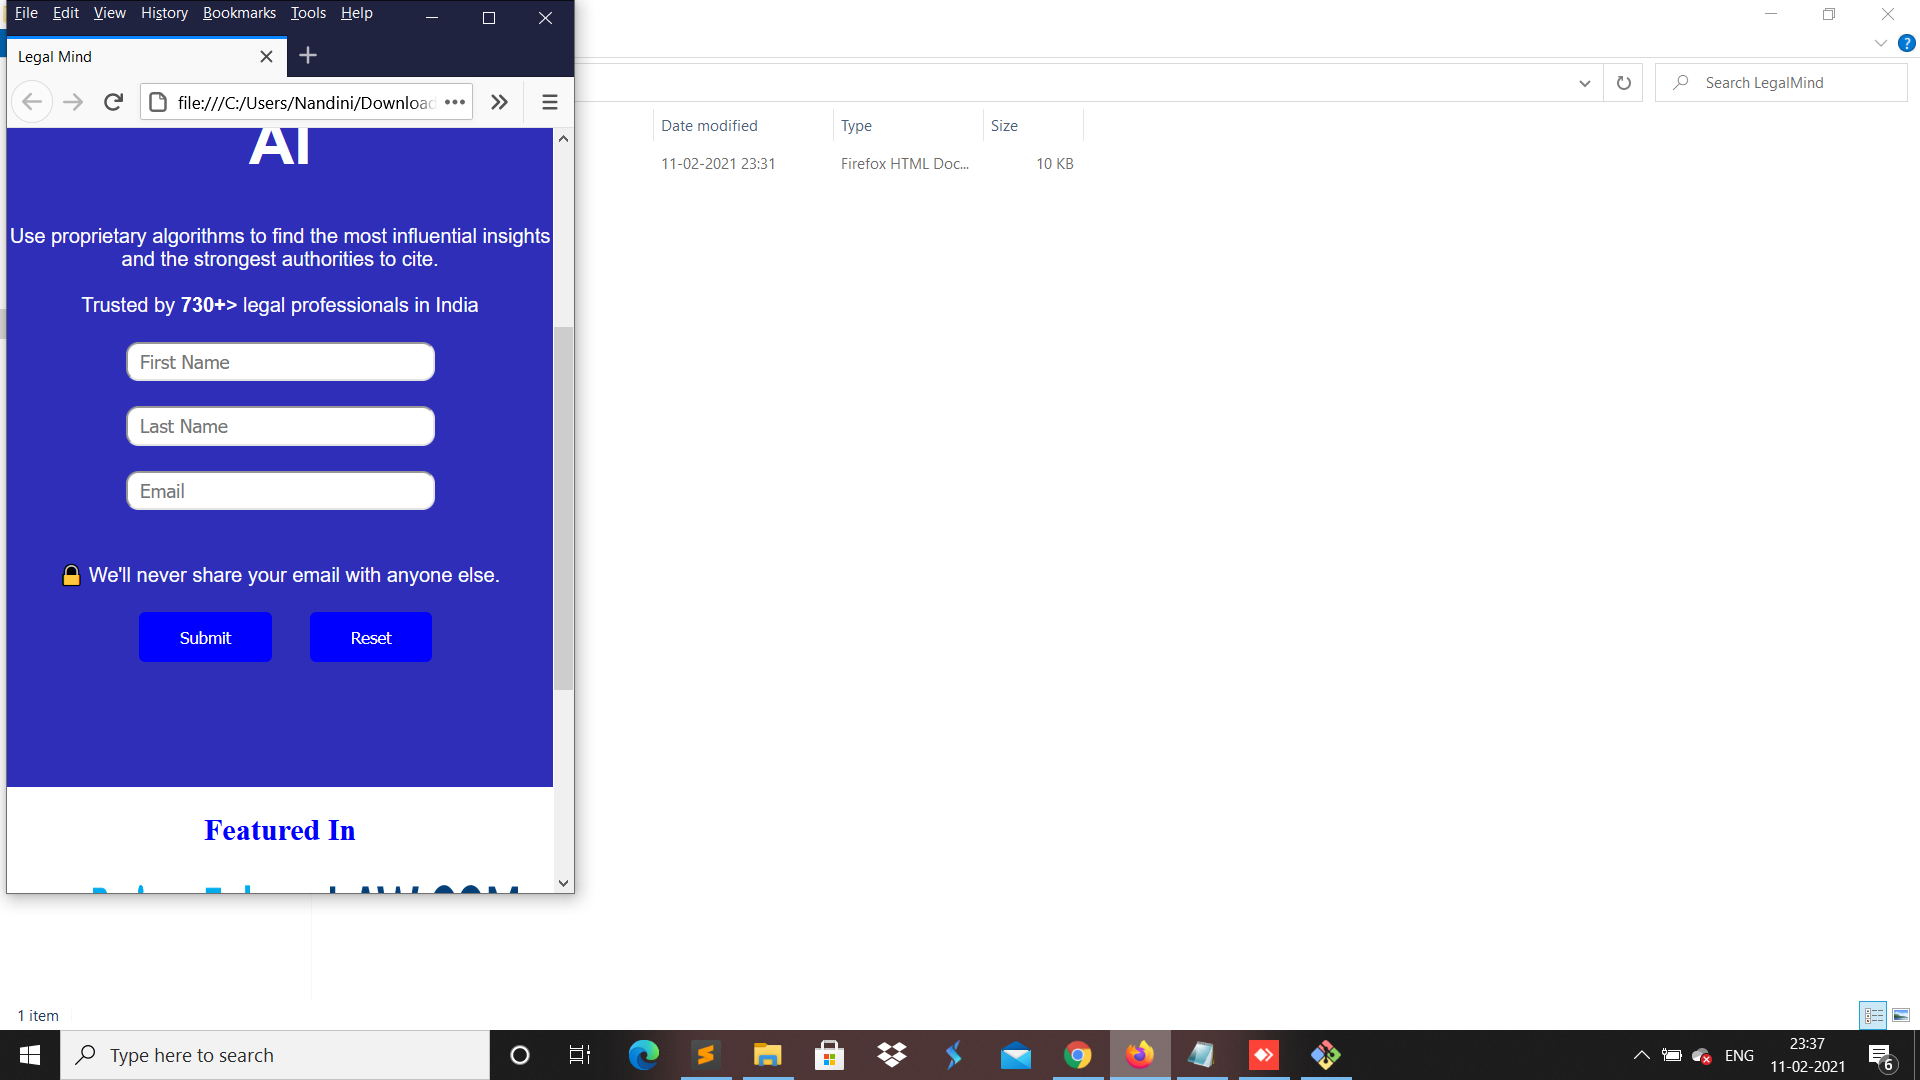 File Edit View History Bookmarks Tools Help
Legal Mind
file:///C:/Users/Nandini/Download
Search LegalMind
Date modified Type Size
11-02-2021 23:31 Firefox HTML Doc... 10 KB
AI
Use proprietary algorithms to find the most influential insights
and the strongest authorities to cite.
Trusted by 730+> legal professionals in India
First Name
Last Name
Email
We'll never share your email with anyone else.
Submit Reset
Featured In
LAW.COM
1 item
Type here to search
ENG
23:37
11-02-2021
6